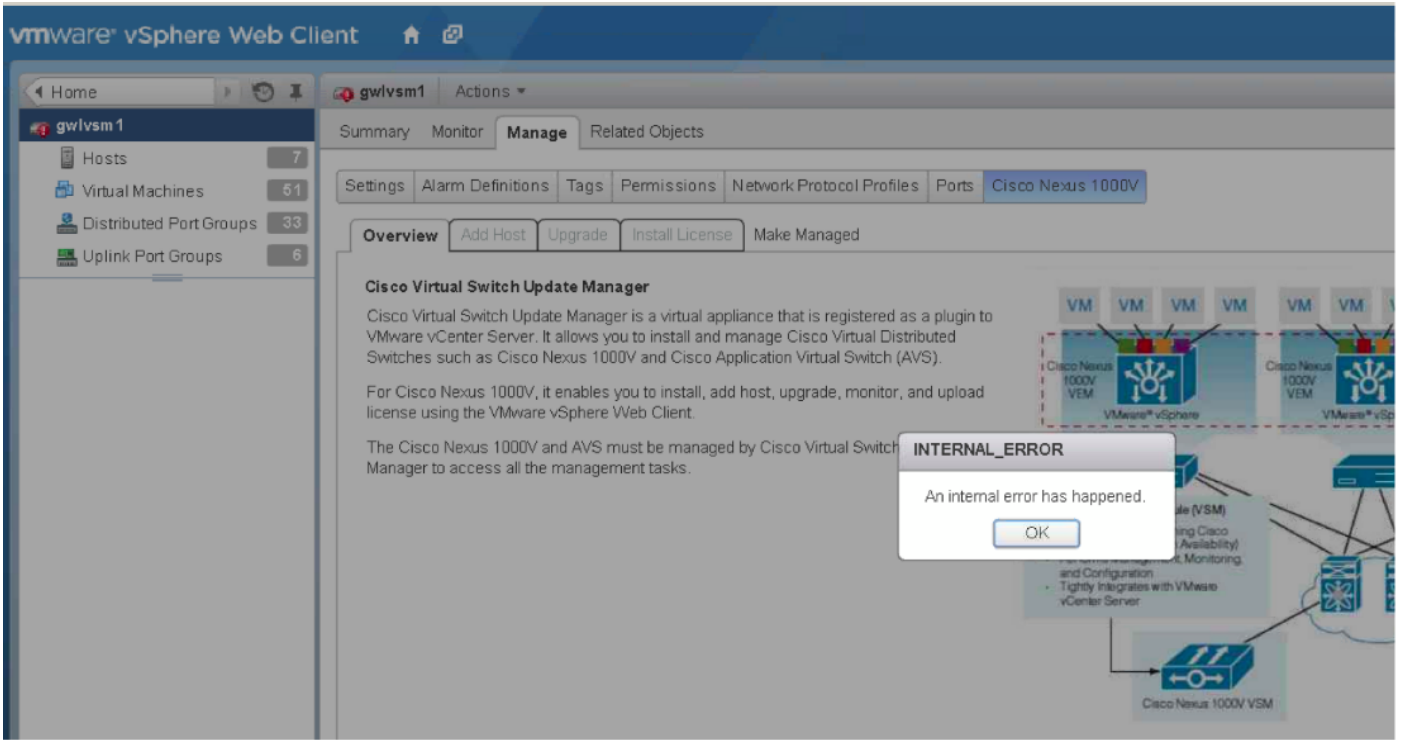 vmware® vSphere Web Client
Home
gwlvsm1
Hosts 7
Virtual Machines 51
Distributed Port Groups 33
Uplink Port Groups 6
gwlvsm1 Actions
Summary Monitor Manage Related Objects
Settings Alarm Definitions Tags Permissions Network Protocol Profiles Ports Cisco Nexus 1000V
Overview Add Host Upgrade Install License Make Managed
Cisco Virtual Switch Update Manager
Cisco Virtual Switch Update Manager is a virtual appliance that is registered as a plugin to
VMware vCenter Server. It allows you to install and manage Cisco Virtual Distributed
Switches such as Cisco Nexus 1000V and Cisco Application Virtual Switch (AVS).
For Cisco Nexus 1000V, it enables you to install, add host, upgrade, monitor, and upload
license using the VMware vSphere Web Client.
The Cisco Nexus 1000V and AVS must be managed by Cisco Virtual Switch
Manager to access all the management tasks.
VM VM VM VM VM VM
Cisco Nexus
1000V
VEM
VMware® vSphere
Cisco Nexus
1000V
VEM
VMware® vSp
INTERNAL_ERROR
An internal error has happened.
OK
ule (VSM)
ning Cisco
Availability)
Monitoring,
and Configuration
Tightly Integrates with VMware
vCenter Server
Cisco Nexus 1000V VSM